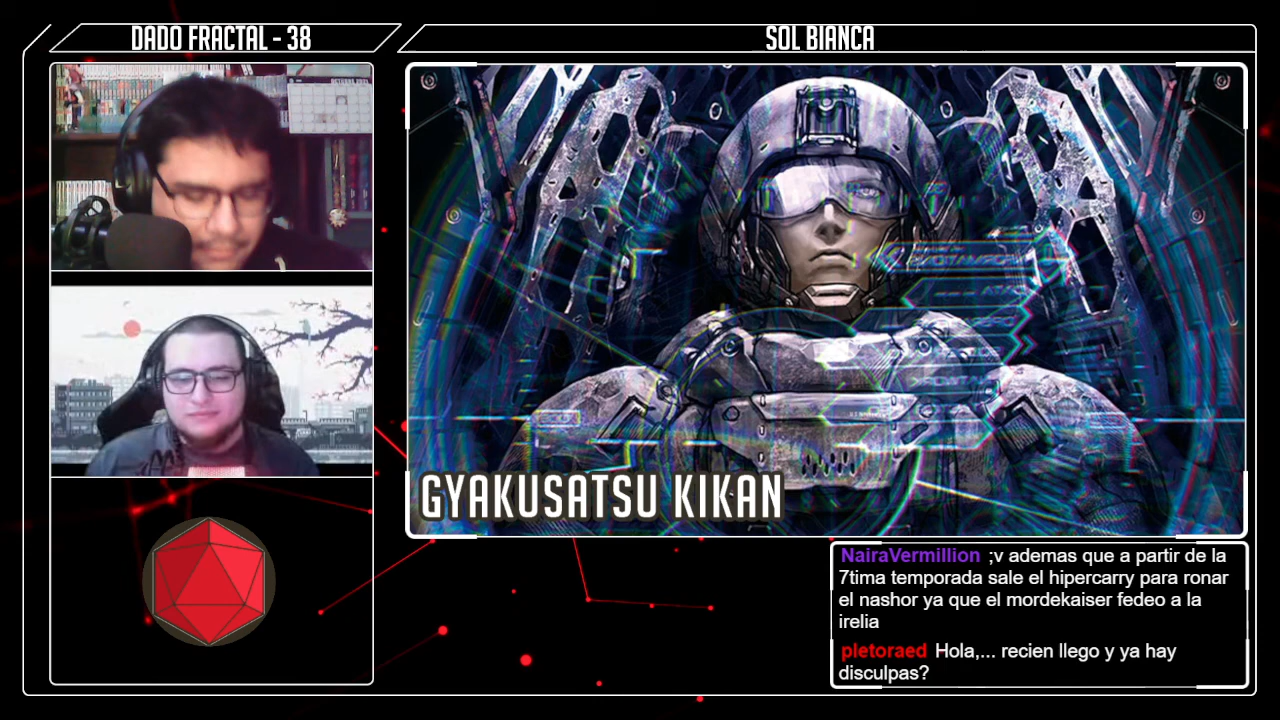 DADO FRACTAL - 38
SOL BIANCA
GYAKUSATSU KIKAN
NairaVermillion ;v ademas que a partir de la
7tima temporada sale el hipercarry para ronar
el nashor ya que el mordekaiser fedeo a la
irelia
pletoraed Hola,... recien llego y ya hay
disculpas?